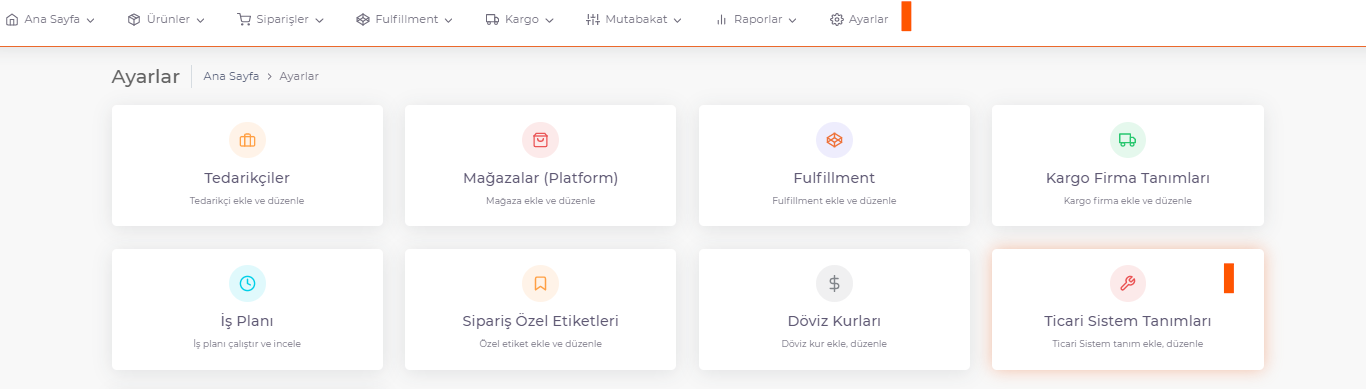 Ana Sayfa Ürünler Siparişler Fulfillment Kargo Mutabakat Raporlar Ayarlar
Ayarlar Ana Sayfa > Ayarlar
Tedarikçiler
Tedarikçi ekle ve düzenle
Mağazalar (Platform)
Mağaza ekle ve düzenle
Fulfillment
Fulfillment ekle ve düzenle
Kargo Firma Tanımları
Kargo firma ekle ve düzenle
İş Planı
İş planı çalıştır ve incele
Sipariş Özel Etiketleri
Özel etiket ekle ve düzenle
Döviz Kurları
Döviz kur ekle, düzenle
Ticari Sistem Tanımları
Ticari Sistem tanım ekle, düzenle